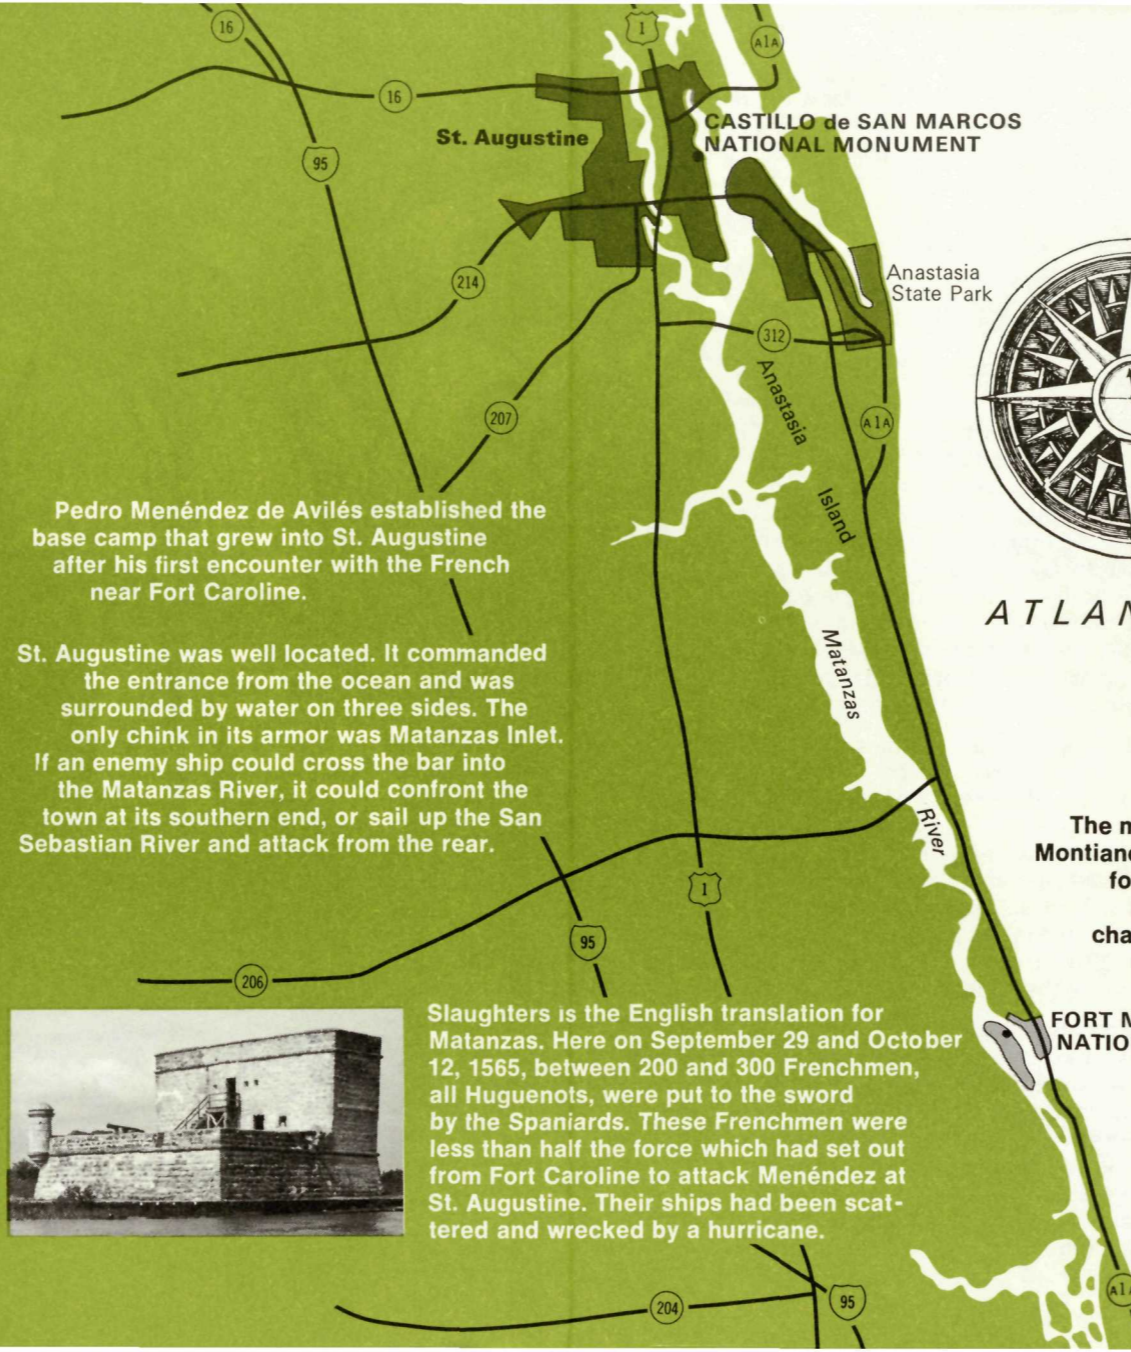 16
1
A1A
16
St. Augustine
CASTILLO de SAN MARCOS
NATIONAL MONUMENT
95
214
Anastasia
State Park
312
Anastasia
Island
207
A1A
Pedro Menéndez de Avilés established the
base camp that grew into St. Augustine
after his first encounter with the French
near Fort Caroline.
ATLAN
St. Augustine was well located. It commanded
the entrance from the ocean and was
surrounded by water on three sides. The
only chink in its armor was Matanzas Inlet.
If an enemy ship could cross the bar into
the Matanzas River, it could confront the
town at its southern end, or sail up the San
Sebastian River and attack from the rear.
Matanzas
River
The m
Montiano
fo
cha
1
95
206
FORT M
NATIO
Slaughters is the English translation for
Matanzas. Here on September 29 and October
12, 1565, between 200 and 300 Frenchmen,
all Huguenots, were put to the sword
by the Spaniards. These Frenchmen were
less than half the force which had set out
from Fort Caroline to attack Menéndez at
St. Augustine. Their ships had been scat-
tered and wrecked by a hurricane.
A1A
95
204